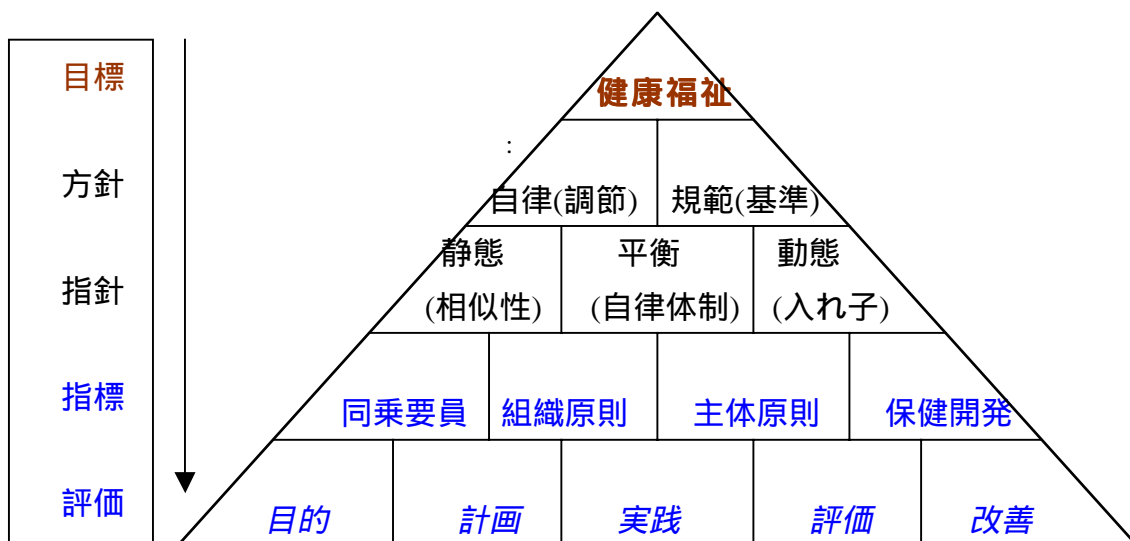 目標
方針
指針
指標
評価
健康福祉
:
自律(調節) 規範(基準)
静態 平衡 動態
(相似性) (自律体制) (入れ子)
同乗要員 組織原則 主体原則 保健開発
目的 計画 実践 評価 改善